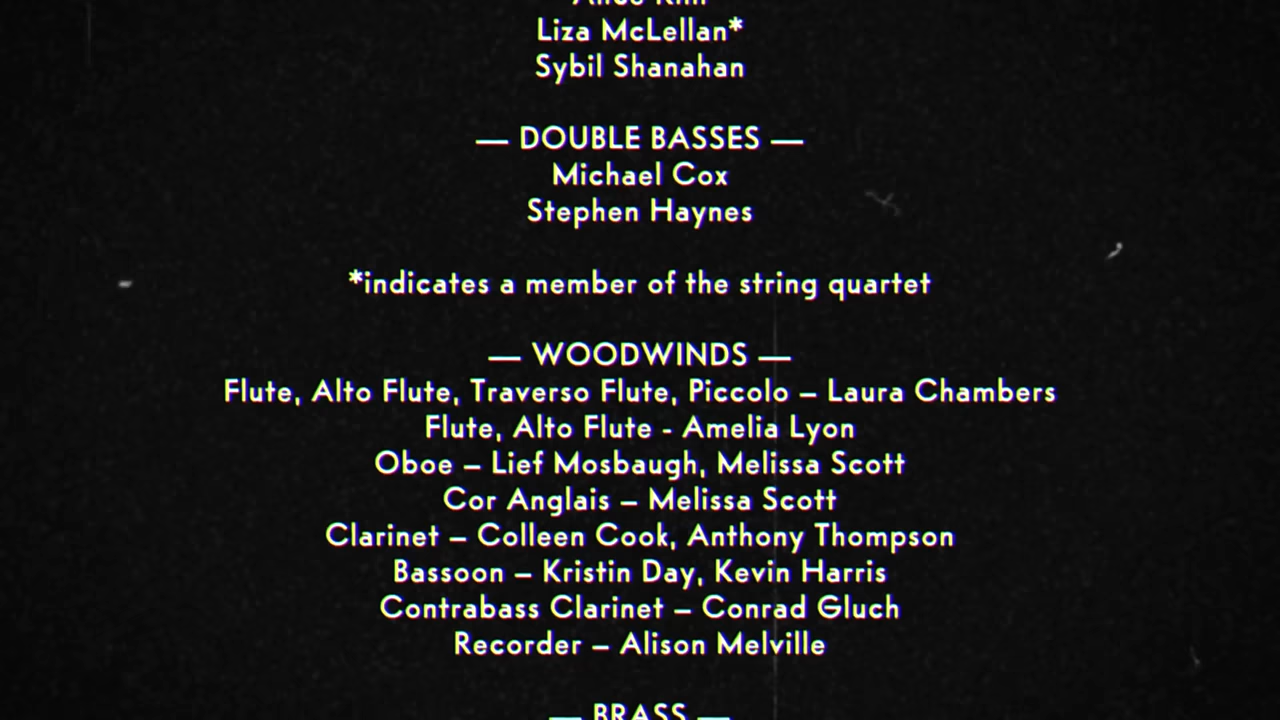 Liza McLellan*
Sybil Shanahan
— DOUBLE BASSES —
Michael Cox
Stephen Haynes
*indicates a member of the string quartet
— WOODWINDS —
Flute, Alto Flute, Traverso Flute, Piccolo – Laura Chambers
Flute, Alto Flute - Amelia Lyon
Oboe – Lief Mosbaugh, Melissa Scott
Cor Anglais – Melissa Scott
Clarinet – Colleen Cook, Anthony Thompson
Bassoon – Kristin Day, Kevin Harris
Contrabass Clarinet – Conrad Gluch
Recorder – Alison Melville
— BRASS —